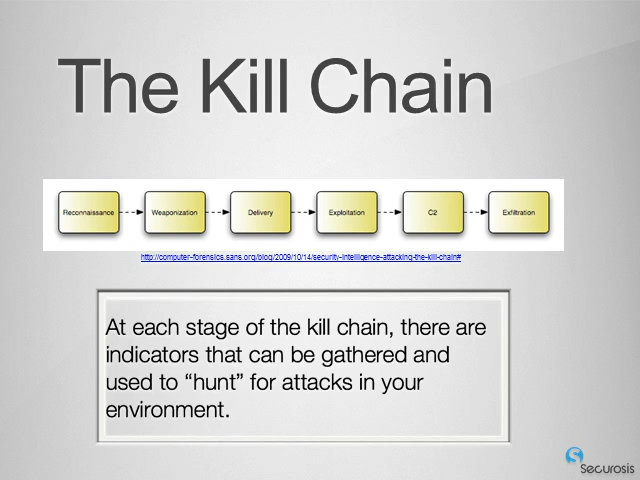 The Kill Chain
Reconnaissance Weaponization Delivery Exploitation C2 Exfiltration
http://computer-forensics.sans.org/blog/2009/10/14/security-intelligence-attacking-the-kill-chain#
At each stage of the kill chain, there are
indicators that can be gathered and
used to “hunt” for attacks in your
environment.
Securosis